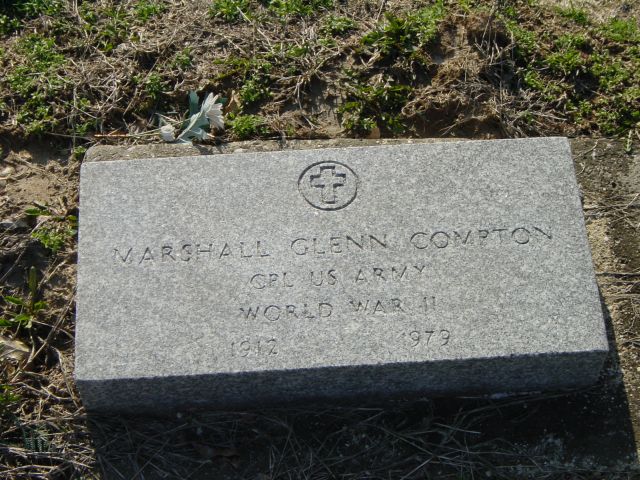 MARSHALL GLENN COMPTON
CPL US ARMY
WORLD WAR II
1912 1979